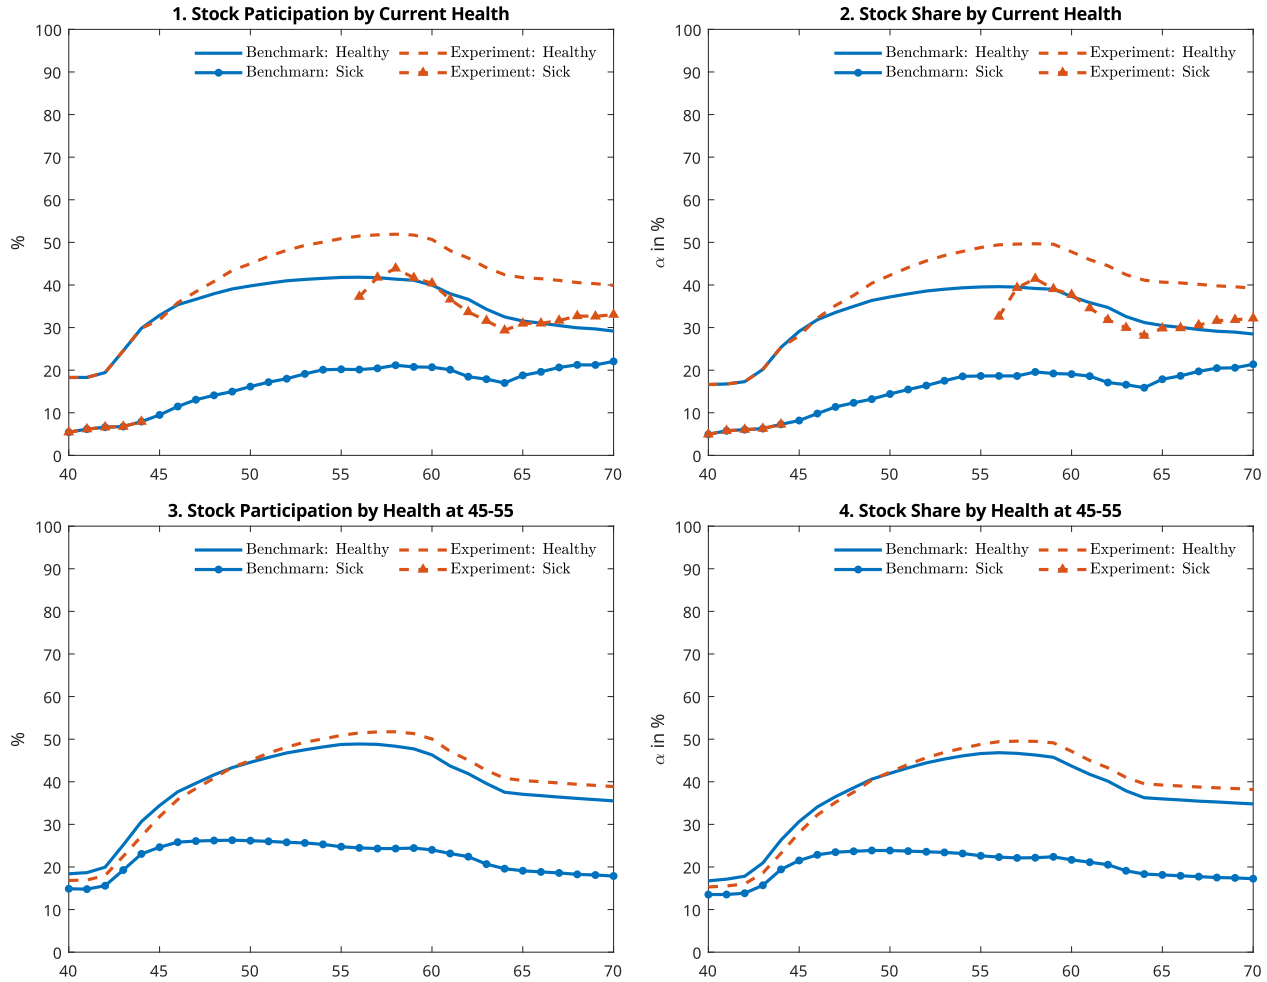 1. Stock Paticipation by Current Health
100
90
80
70
60
50
40
30
20
10
0
%
40 45 50 55 60 65 70
Benchmark: Healthy
Benchmarn: Sick
Experiment: Healthy
Experiment: Sick
2. Stock Share by Current Health
100
90
80
70
60
50
40
30
20
10
0
α in %
40 45 50 55 60 65 70
Benchmark: Healthy
Benchmarn: Sick
Experiment: Healthy
Experiment: Sick
3. Stock Participation by Health at 45-55
100
90
80
70
60
50
40
30
20
10
0
%
40 45 50 55 60 65 70
Benchmark: Healthy
Benchmarn: Sick
Experiment: Healthy
Experiment: Sick
4. Stock Share by Health at 45-55
100
90
80
70
60
50
40
30
20
10
0
α in %
40 45 50 55 60 65 70
Benchmark: Healthy
Benchmarn: Sick
Experiment: Healthy
Experiment: Sick